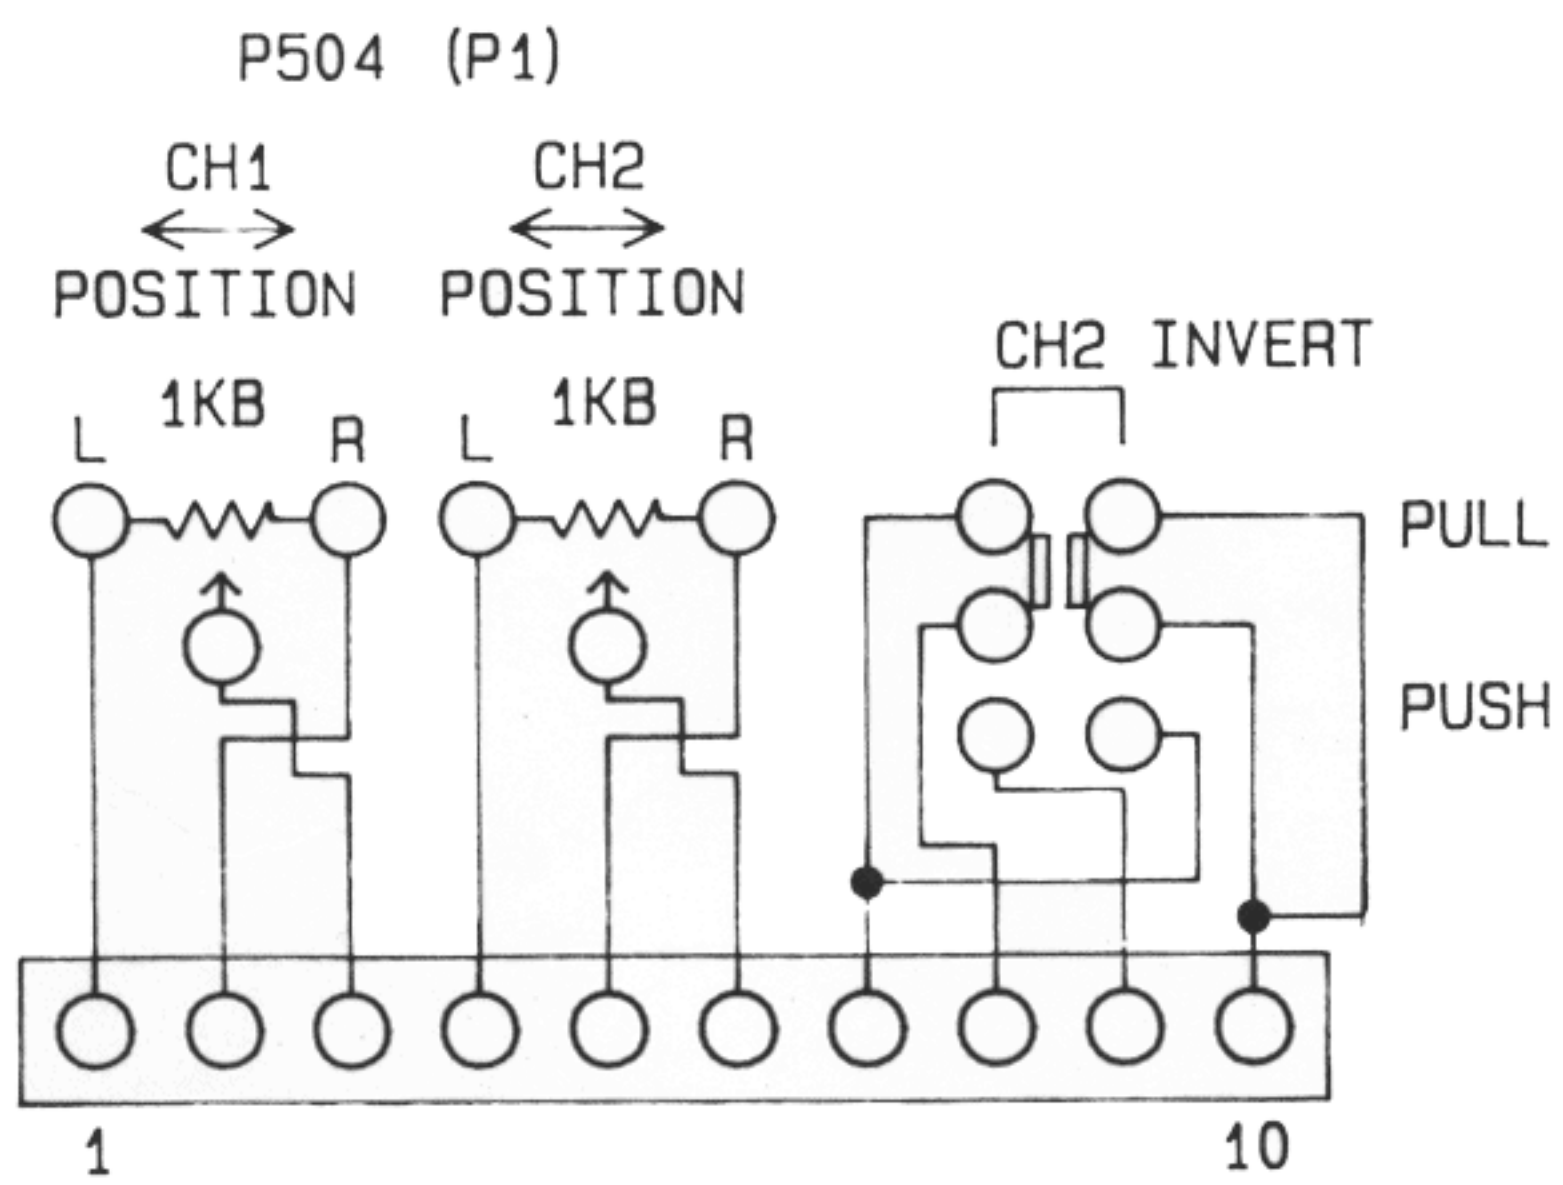 P504 (P1)
CH1 CH2
POSITION POSITION
CH2 INVERT
1KB 1KB
L R L R
PULL
PUSH
1 10